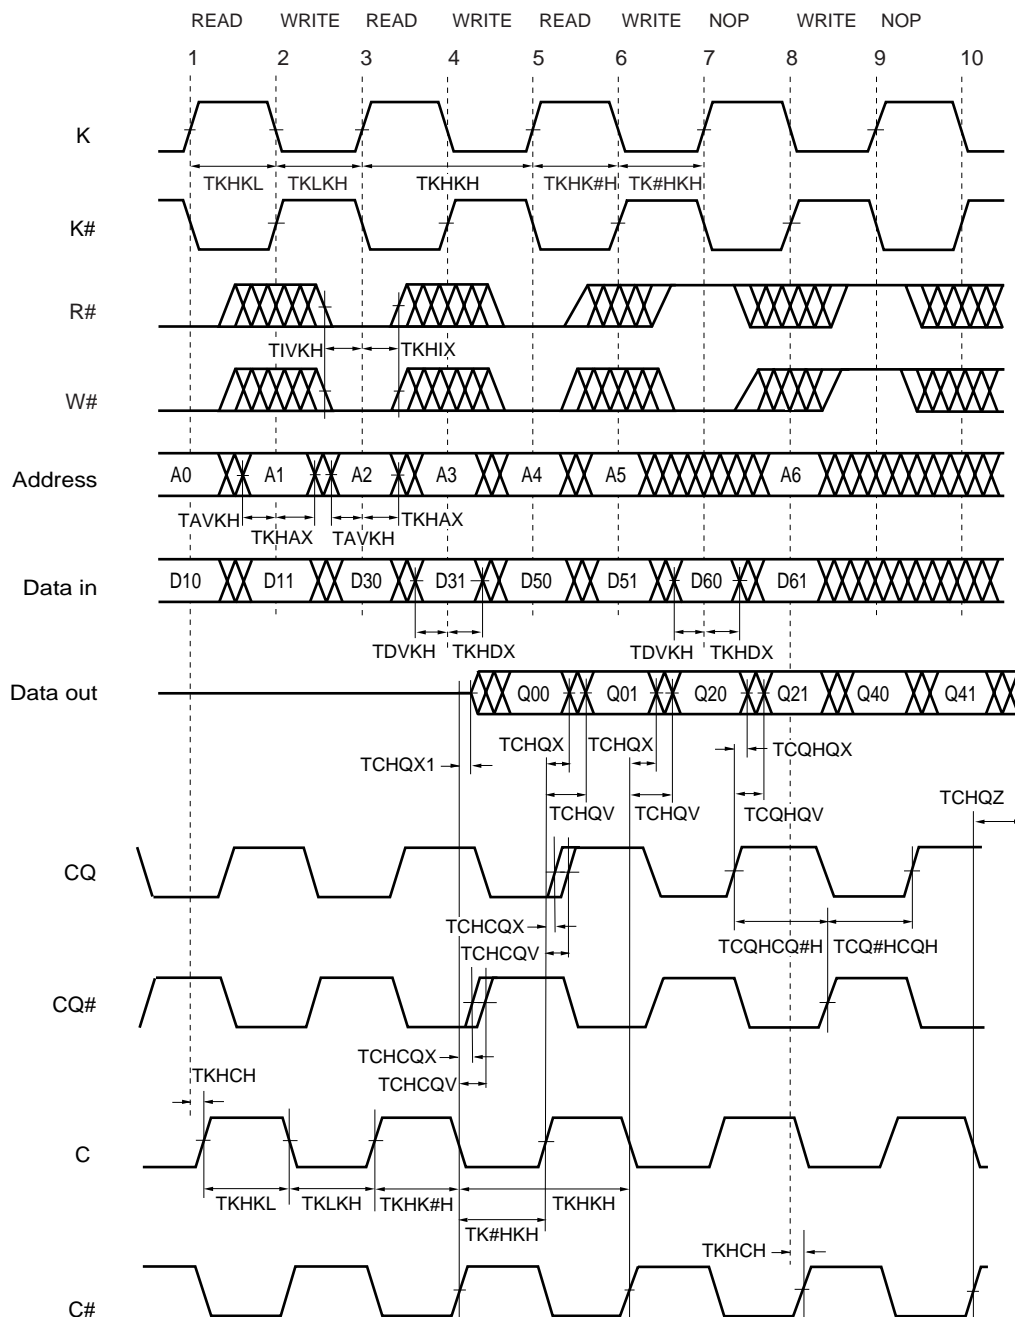 READ WRITE READ WRITE READ WRITE NOP WRITE NOP
1 2 3 4 5 6 7 8 9 10
K
TKHKL TKLKH TKHKH TKHK#H TK#HKH
K#
R#
TIVKH TKHIX
W#
Address A0 A1 A2 A3 A4 A5 A6
TAVKH TKHAX TAVKH TKHAX
Data in D10 D11 D30 D31 D50 D51 D60 D61
TDVKH TKHDX TDVKH TKHDX
Data out Q00 Q01 Q20 Q21 Q40 Q41
TCHQX1 TCHQX TCHQX TCQHQX
TCHQV TCHQV TCQHQV TCHQZ
CQ
TCHCQX TCQHCQ#H TCQ#HCQH
TCHCQV
CQ#
TCHCQX
TKHCH TCHCQV
C
TKHKL TKLKH TKHK#H TKHKH
TK#HKH
TKHCH
C#